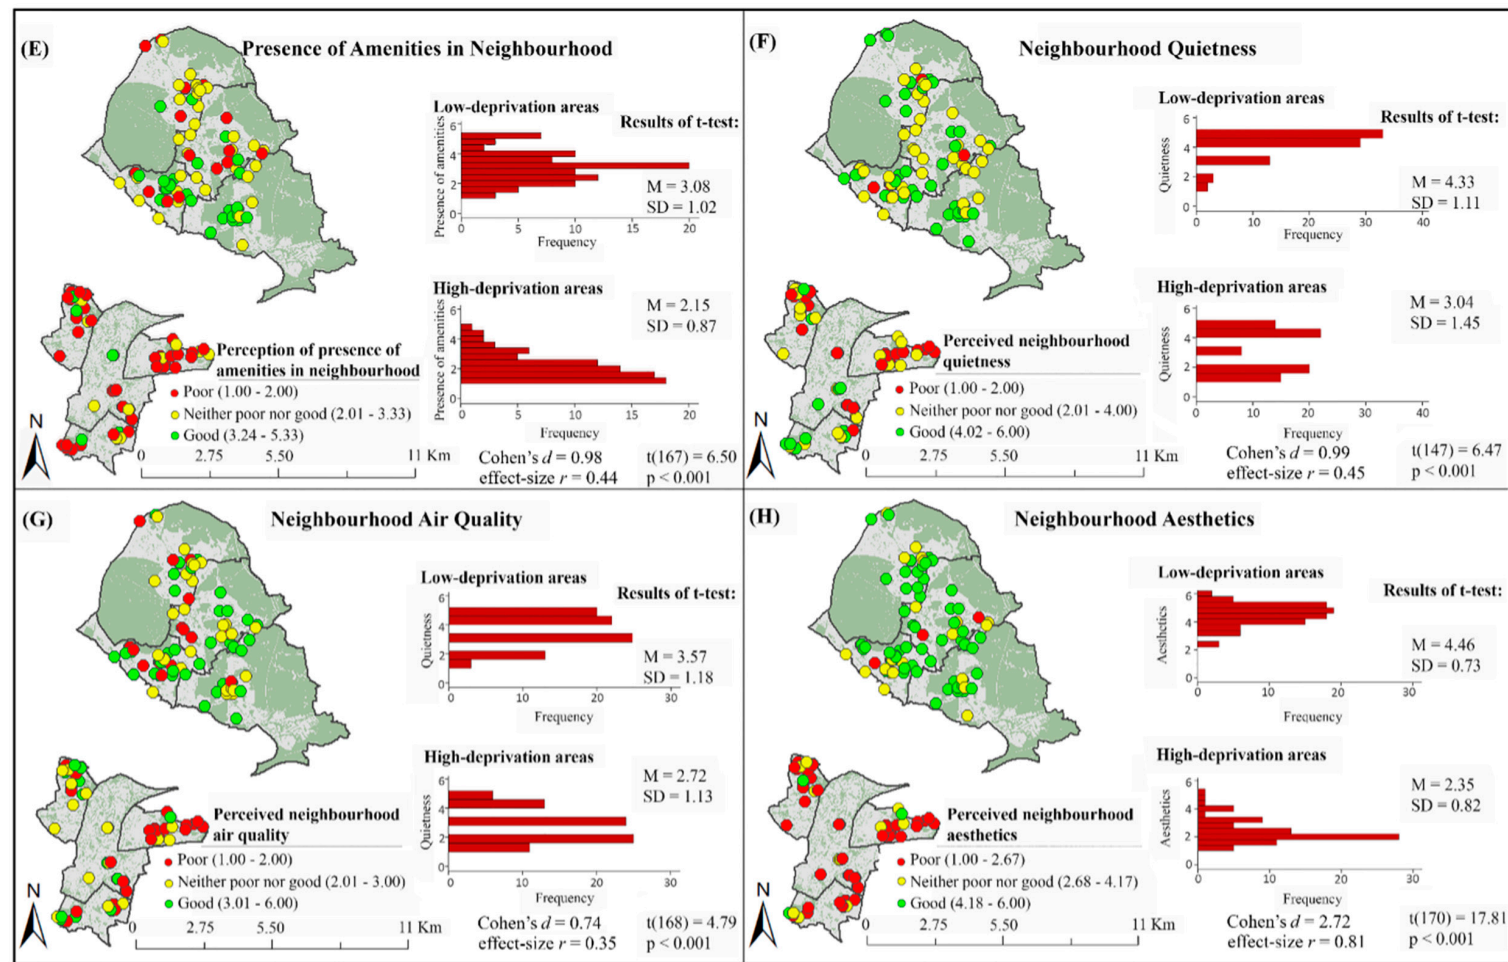 (E)
Presence of Amenities in Neighbourhood
Low-deprivation areas
Results of t-test:
Presence of amenities
6
4
2
0
M = 3.08
SD = 1.02
0 5 10 15 20
Frequency
High-deprivation areas
M = 2.15
SD = 0.87
Presence of amenities
6
4
2
0
0 5 10 15 20
Frequency
Perception of presence of
amenities in neighbourhood
Poor (1.00 - 2.00)
Neither poor nor good (2.01 - 3.33)
Good (3.24 - 5.33)
N
0 2.75 5.50 11 Km
Cohen's d = 0.98
effect-size r = 0.44
t(167) = 6.50
p < 0.001
(F)
Neighbourhood Quietness
Low-deprivation areas
Results of t-test:
Quietness
6
4
2
0
M = 4.33
SD = 1.11
0 10 20 30 40
Frequency
High-deprivation areas
M = 3.04
SD = 1.45
Quietness
6
4
2
0
0 10 20 30 40
Frequency
Perceived neighbourhood
quietness
Poor (1.00 - 2.00)
Neither poor nor good (2.01 - 4.00)
Good (4.02 - 6.00)
N
0 2.75 5.50 11 Km
Cohen's d = 0.99
effect-size r = 0.45
t(147) = 6.47
p < 0.001
(G)
Neighbourhood Air Quality
Low-deprivation areas
Results of t-test:
Quietness
6
4
2
0
M = 3.57
SD = 1.18
0 10 20 30
Frequency
High-deprivation areas
M = 2.72
SD = 1.13
Quietness
6
4
2
0
0 10 20 30
Frequency
Perceived neighbourhood
air quality
Poor (1.00 - 2.00)
Neither poor nor good (2.01 - 3.00)
Good (3.01 - 6.00)
N
0 2.75 5.50 11 Km
Cohen's d = 0.74
effect-size r = 0.35
t(168) = 4.79
p < 0.001
(H)
Neighbourhood Aesthetics
Low-deprivation areas
Results of t-test:
Aesthetics
6
4
2
0
M = 4.46
SD = 0.73
0 10 20 30
Frequency
High-deprivation areas
M = 2.35
SD = 0.82
Aesthetics
6
4
2
0
0 10 20 30
Frequency
Perceived neighbourhood
aesthetics
Poor (1.00 - 2.67)
Neither poor nor good (2.68 - 4.17)
Good (4.18 - 6.00)
N
0 2.75 5.50 11 Km
Cohen's d = 2.72
effect-size r = 0.81
t(170) = 17.81
p < 0.001